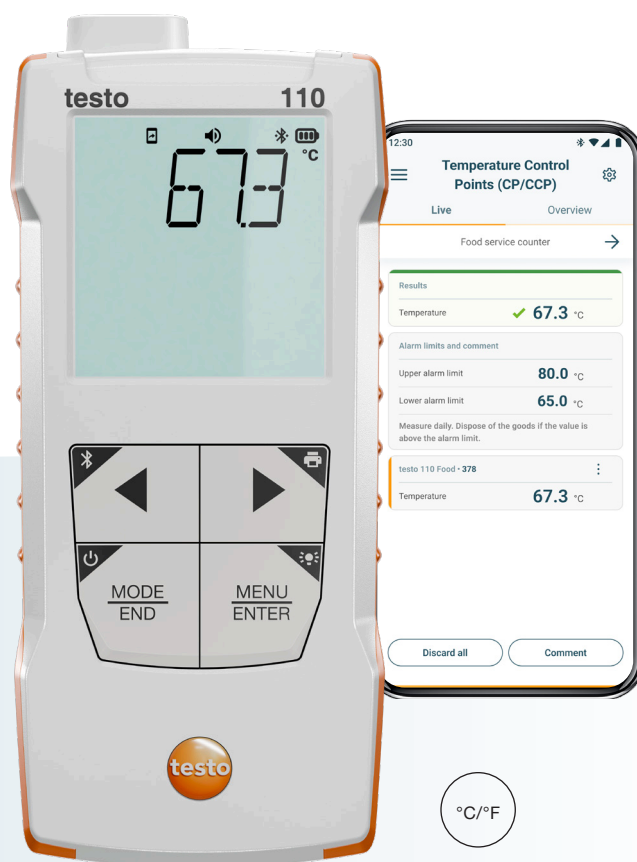 testo 110
°C
67.3
MODE
END
MENU
ENTER
testo
12:30
Temperature Control
Points (CP/CCP)
Live Overview
Food service counter
Results
Temperature 67.3 °C
Alarm limits and comment
Upper alarm limit 80.0 °C
Lower alarm limit 65.0 °C
Measure daily. Dispose of the goods if the value is
above the alarm limit.
testo 110 Food • 378
Temperature 67.3 °C
Discard all Comment
°C/°F